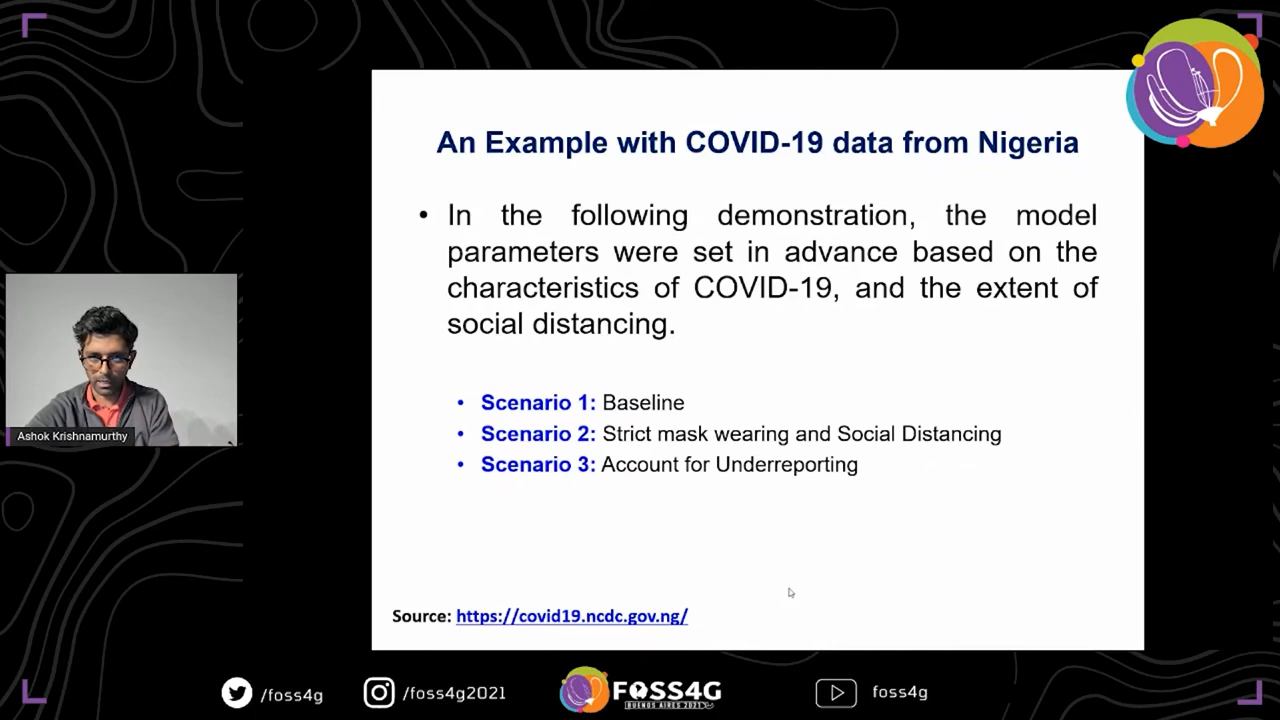 An Example with COVID-19 data from Nigeria
• In the following demonstration, the model
parameters were set in advance based on the
characteristics of COVID-19, and the extent of
social distancing.
• Scenario 1: Baseline
• Scenario 2: Strict mask wearing and Social Distancing
• Scenario 3: Account for Underreporting
Source: https://covid19.ncdc.gov.ng/
Ashok Krishnamurthy
/foss4g
/foss4g2021
FOSS4G
BUENOS AIRES 2021
foss4g